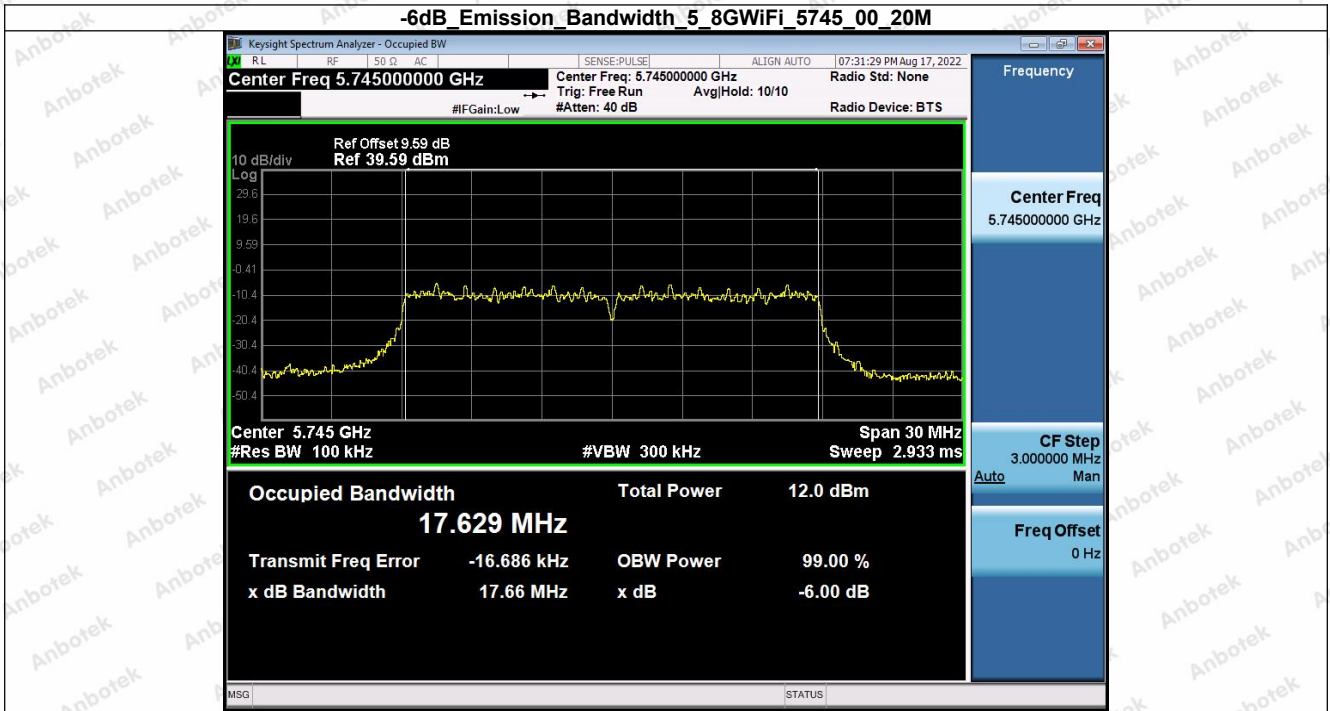 -6dB_Emission_Bandwidth_5_8GWiFi_5745_00_20M
Keysight Spectrum Analyzer - Occupied BW
LXI RL RF 50 Ω AC SENSE:PULSE ALIGN AUTO 07:31:29 PM Aug 17, 2022
Center Freq 5.745000000 GHz
Center Freq: 5.745000000 GHz
Radio Std: None
Trig: Free Run Avg|Hold: 10/10
#IFGain:Low
#Atten: 40 dB
Radio Device: BTS
Frequency
Ref Offset 9.59 dB
10 dB/div Ref 39.59 dBm
Log
29.6
19.6
9.59
-0.41
-10.4
-20.4
-30.4
-40.4
-50.4
Center 5.745 GHz Span 30 MHz
#Res BW 100 kHz #VBW 300 kHz Sweep 2.933 ms
Occupied Bandwidth Total Power 12.0 dBm
17.629 MHz
Transmit Freq Error -16.686 kHz OBW Power 99.00 %
x dB Bandwidth 17.66 MHz x dB -6.00 dB
Center Freq
5.745000000 GHz
CF Step
3.000000 MHz
Auto Man
Freq Offset
0 Hz
MSG STATUS
Anbotek